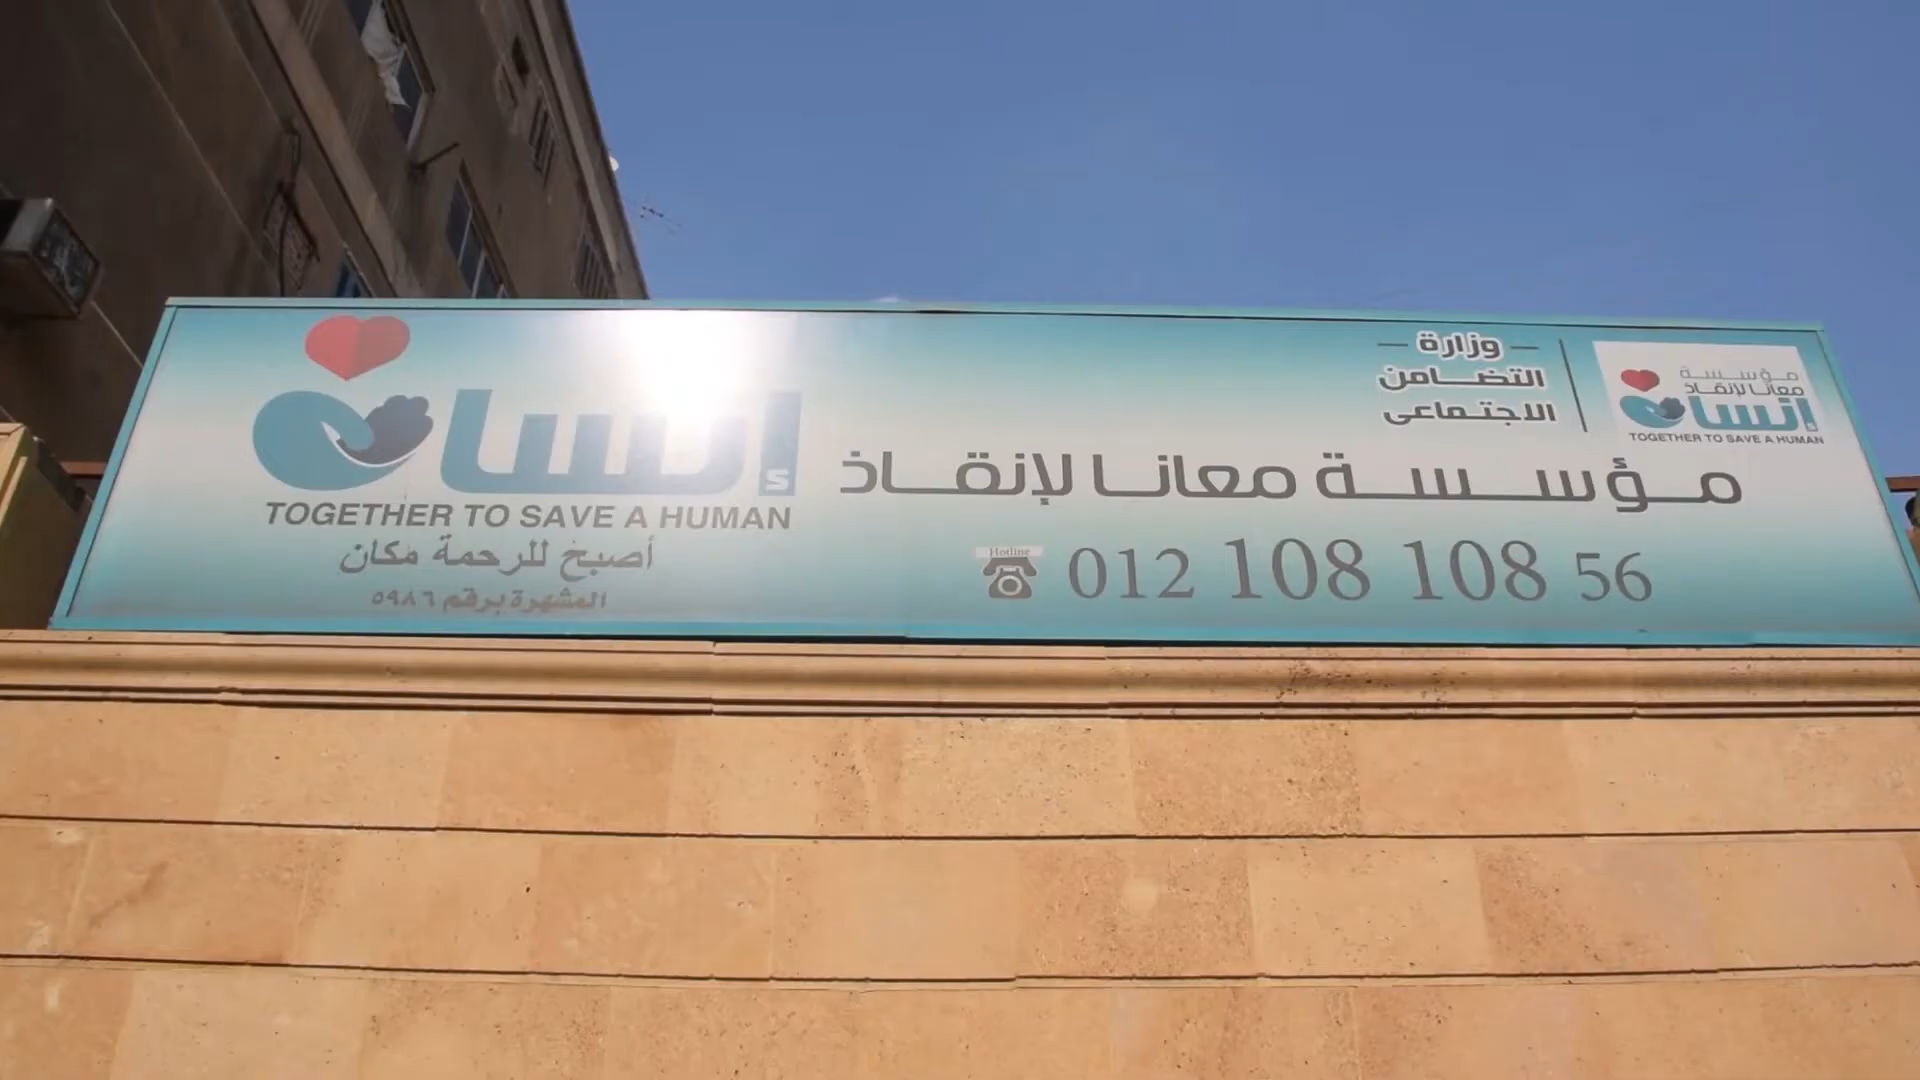 وزارة
التضامن
الاجتماعى
مؤسسة
معانا لإنقاذ
إنسان
TOGETHER TO SAVE A HUMAN
مؤسسة معانا لإنقاذ
إنسان
TOGETHER TO SAVE A HUMAN
أصبح للرحمة مكان
المشهرة برقم ٥٩٨٦
Hotline
012 108 108 56